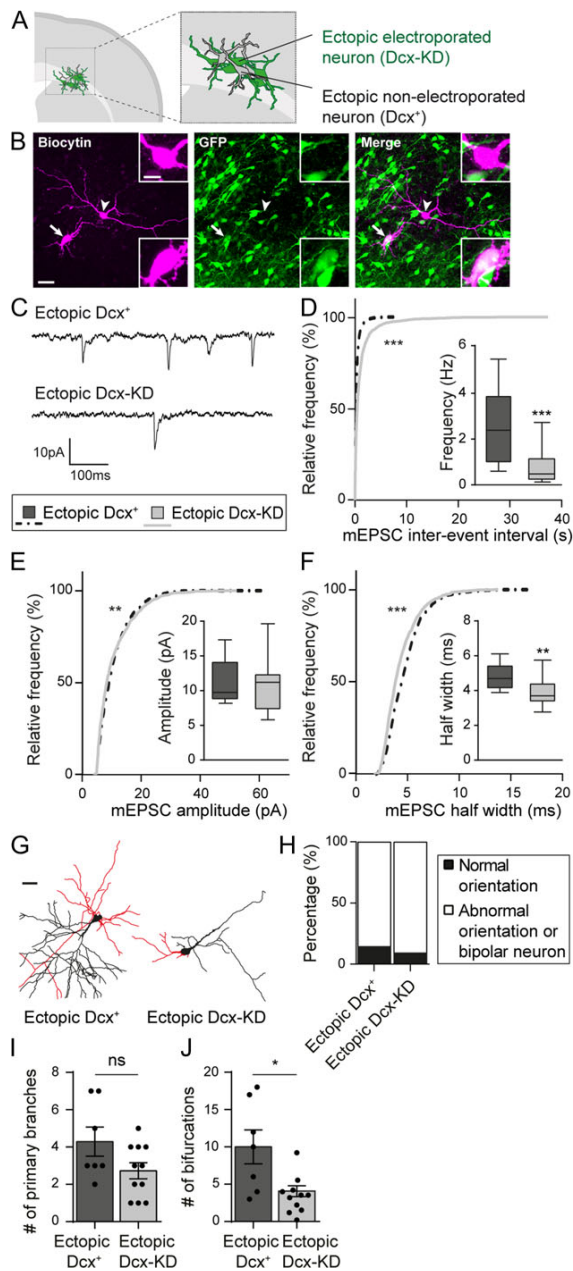 A
Ectopic electroporated
neuron (Dcx-KD)
Ectopic non-electroporated
neuron (Dcx⁺)
B
Biocytin
GFP
Merge
C
Ectopic Dcx⁺
Ectopic Dcx-KD
10pA
100ms
Ectopic Dcx⁺
Ectopic Dcx-KD
D
Relative frequency (%)
100
50
0
0
10
20
30
40
mEPSC inter-event interval (s)
***
Frequency (Hz)
6
4
2
0
***
E
Relative frequency (%)
100
50
0
0
20
40
60
mEPSC amplitude (pA)
**
Amplitude (pA)
20
15
10
5
0
F
Relative frequency (%)
100
50
0
0
5
10
15
20
mEPSC half width (ms)
***
Half width (ms)
8
6
4
2
0
**
G
Ectopic Dcx⁺
Ectopic Dcx-KD
H
Percentage (%)
100
50
0
Ectopic Dcx⁺
Ectopic Dcx-KD
Normal
orientation
Abnormal
orientation or
bipolar neuron
I
# of primary branches
8
6
4
2
0
ns
Ectopic
Dcx⁺
Ectopic
Dcx-KD
J
# of bifurcations
20
15
10
5
0
*
Ectopic
Dcx⁺
Ectopic
Dcx-KD